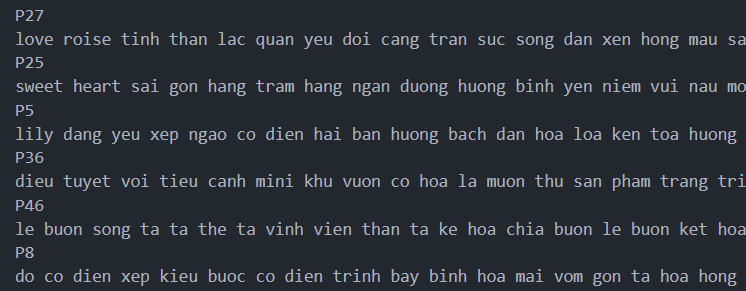 P27
love roise tinh than lac quan yeu doi cang tran suc song dan xen hong mau sa
P25
sweet heart sai gon hang tram hang ngan duong huong binh yen niem vui nau mo
P5
lily dang yeu xep ngao co dien hai ban huong bach dan hoa loa ken toa huong
P36
dieu tuyet voi tieu canh mini khu vuon co hoa la muon thu san pham trang tri
P46
le buon song ta ta the ta vinh vien than ta ke hoa chia buon le buon ket hoa
P8
do co dien xep kieu buoc co dien trinh bay binh hoa mai vom gon ta hoa hong